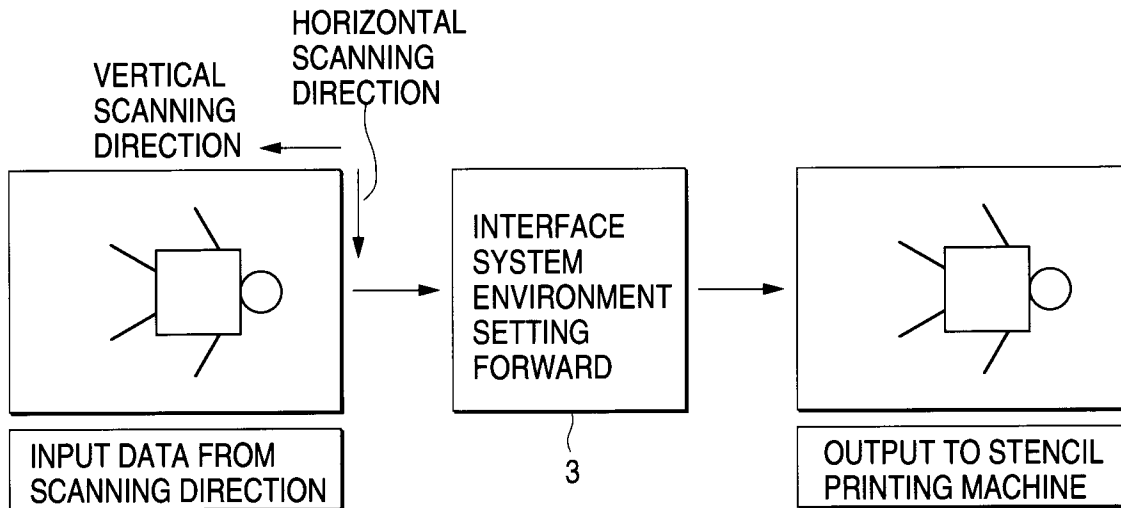 HORIZONTAL
SCANNING
DIRECTION
VERTICAL
SCANNING
DIRECTION
INTERFACE
SYSTEM
ENVIRONMENT
SETTING
FORWARD
3
INPUT DATA FROM
SCANNING DIRECTION
OUTPUT TO STENCIL
PRINTING MACHINE